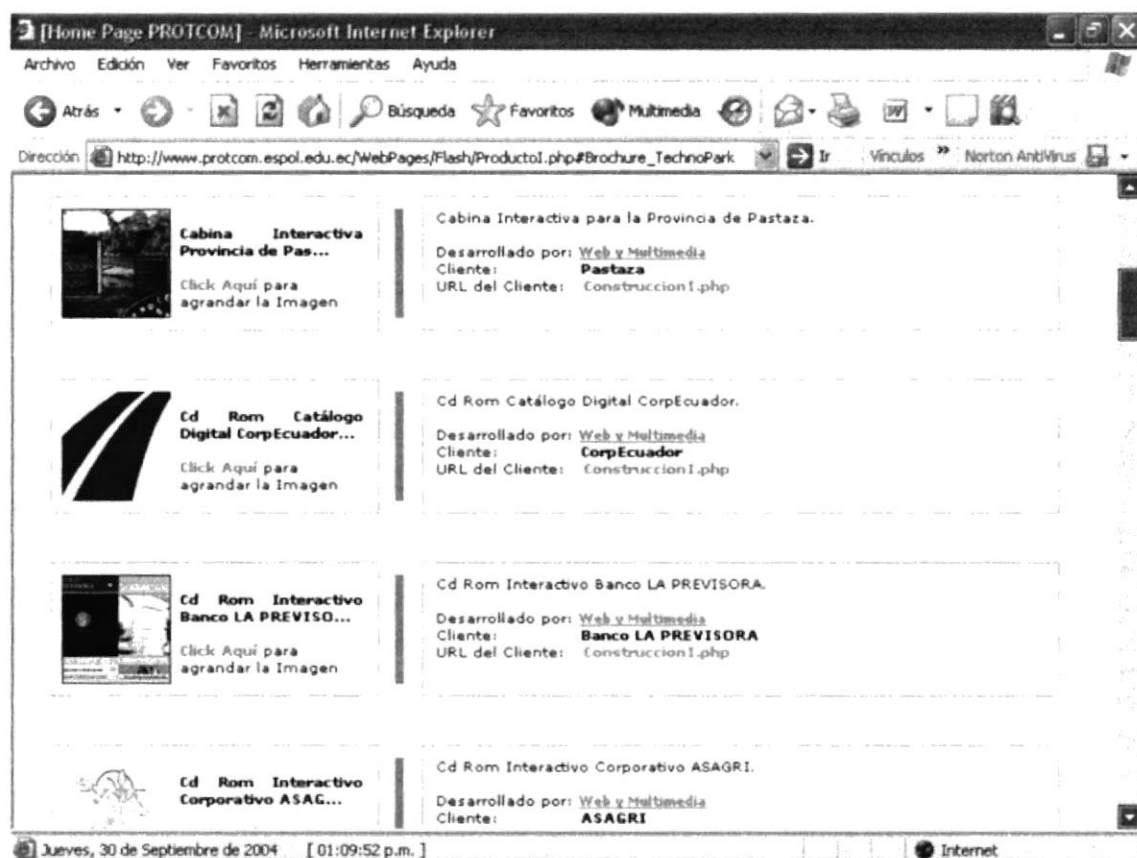 [Home Page PROTCOM] - Microsoft Internet Explorer
Archivo Edición Ver Favoritos Herramientas Ayuda
Atrás Búsqueda Favoritos Multimedia
Dirección http://www.protcom.espol.edu.ec/WebPages/Flash/ProductoI.php#Brochure_TechnoPark Ir Vínculos » Norton AntiVirus
Cabina Interactiva
Provincia de Pas...
Click Aquí para
agrandar la Imagen
Cabina Interactiva para la Provincia de Pastaza.
Desarrollado por: Web y Multimedia
Cliente: Pastaza
URL del Cliente: ConstruccionI.php
Cd Rom Catálogo
Digital CorpEcuador...
Click Aquí para
agrandar la Imagen
Cd Rom Catálogo Digital CorpEcuador.
Desarrollado por: Web y Multimedia
Cliente: CorpEcuador
URL del Cliente: ConstruccionI.php
Cd Rom Interactivo
Banco LA PREVISO...
Click Aquí para
agrandar la Imagen
Cd Rom Interactivo Banco LA PREVISORA.
Desarrollado por: Web y Multimedia
Cliente: Banco LA PREVISORA
URL del Cliente: ConstruccionI.php
Cd Rom Interactivo
Corporativo ASAG...
Cd Rom Interactivo Corporativo ASAGRI.
Desarrollado por: Web y Multimedia
Cliente: ASAGRI
Jueves, 30 de Septiembre de 2004 [ 01:09:52 p.m. ] Internet